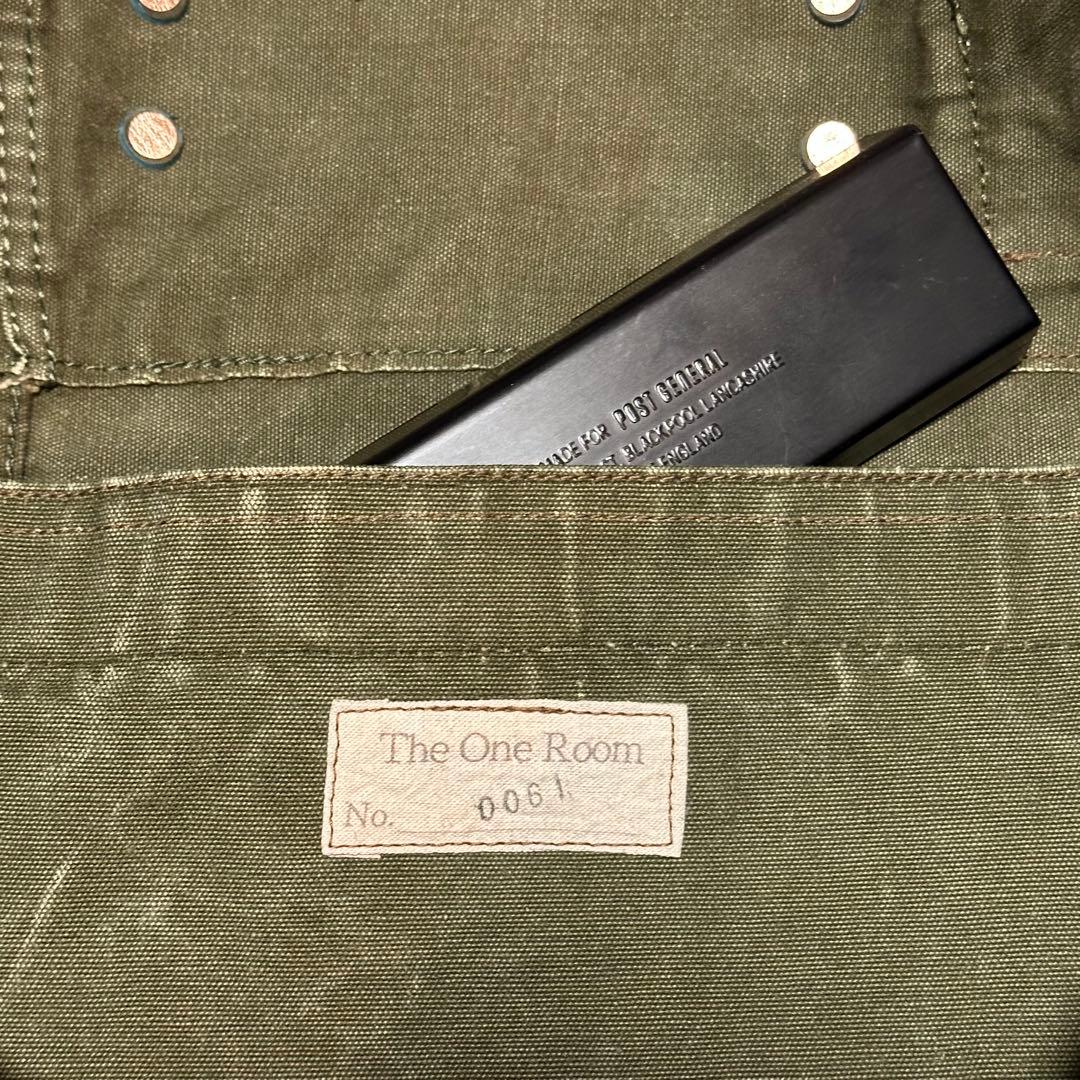 MADE FOR POST GENERAL
BLACKPOOL LANCASHIRE
ENGLAND
The One Room
No. 0061